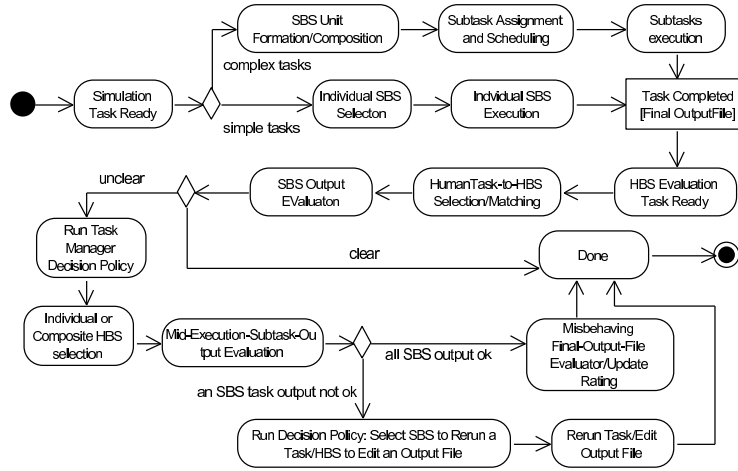 SBS Unit
Formation/Composition
Subtask Assignment
and Scheduling
Subtasks
execution
complex tasks
Simulation
Task Ready
Individual SBS
Selecton
Indvidual SBS
Execution
Task Completed
[Final OutputFile]
simple tasks
unclear
SBS Output
EValuaton
HumanTask-to-HBS
Selection/Matching
HBS Evaluation
Task Ready
Run Task
Manager
Decision Policy
clear
Done
Individual or
Composite HBS
selection
Mid-Execution-Subtask-Ou
tput Evaluation
all SBS output ok
Misbehaving
Final-Output-File
Evaluator/Update
Rating
an SBS task output not ok
Run Decision Policy: Select SBS to Rerun a
Task/HBS to Edit an Output File
Rerun Task/Edit
Output File